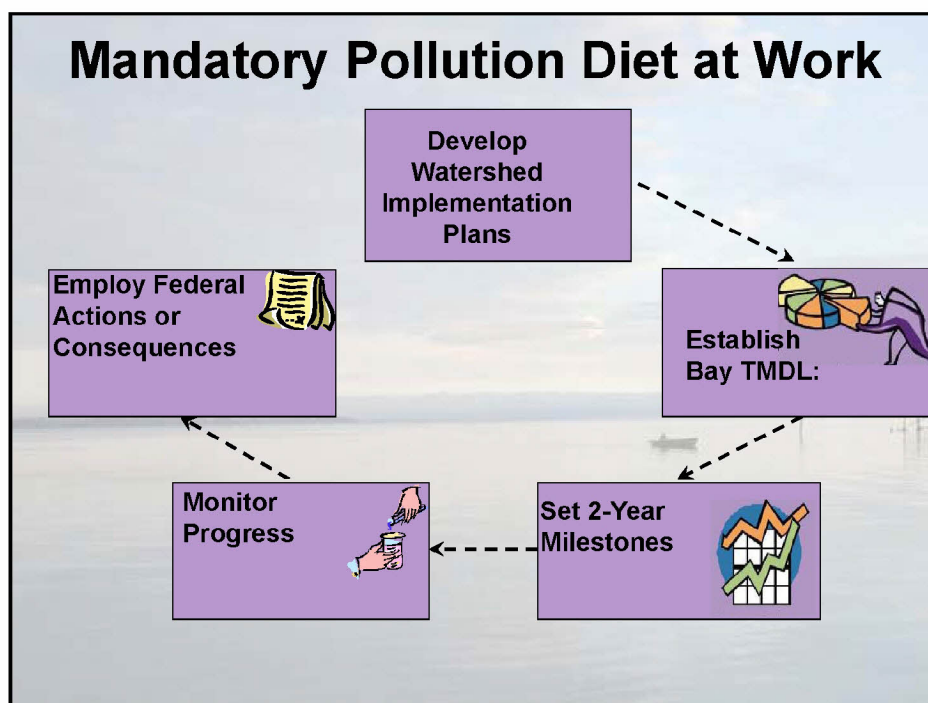 Mandatory Pollution Diet at Work
Develop
Watershed
Implementation
Plans
Establish
Bay TMDL:
Set 2-Year
Milestones
Monitor
Progress
Employ Federal
Actions or
Consequences